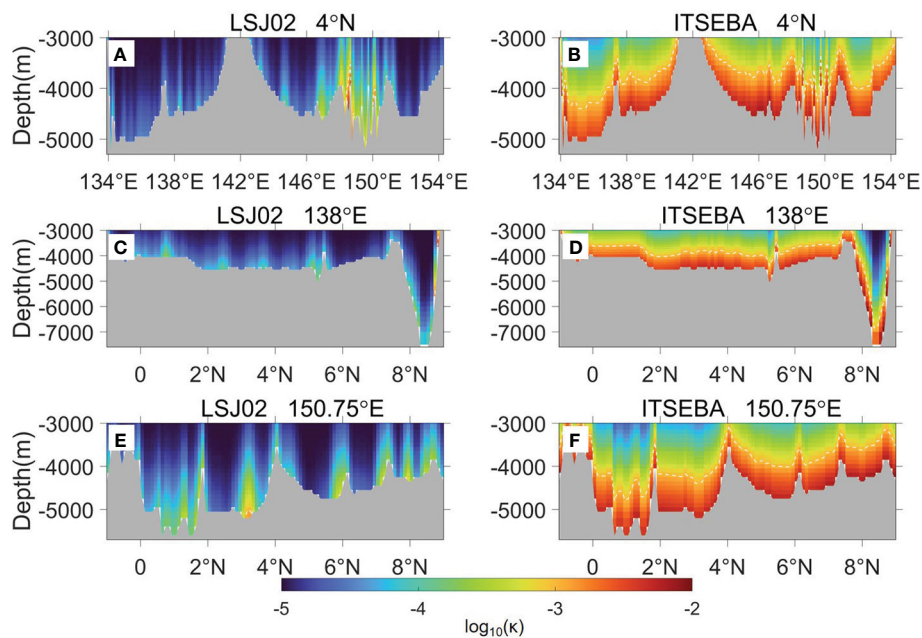 LSJ02 4°N
ITSEBA 4°N
A
B
Depth(m)
-3000
-4000
-5000
134°E 138°E 142°E 146°E 150°E 154°E
134°E 138°E 142°E 146°E 150°E 154°E
LSJ02 138°E
ITSEBA 138°E
C
D
Depth(m)
-3000
-4000
-5000
-6000
-7000
0 2°N 4°N 6°N 8°N
0 2°N 4°N 6°N 8°N
LSJ02 150.75°E
ITSEBA 150.75°E
E
F
Depth(m)
-3000
-4000
-5000
0 2°N 4°N 6°N 8°N
0 2°N 4°N 6°N 8°N
-5 -4 -3 -2
log₁₀(κ)